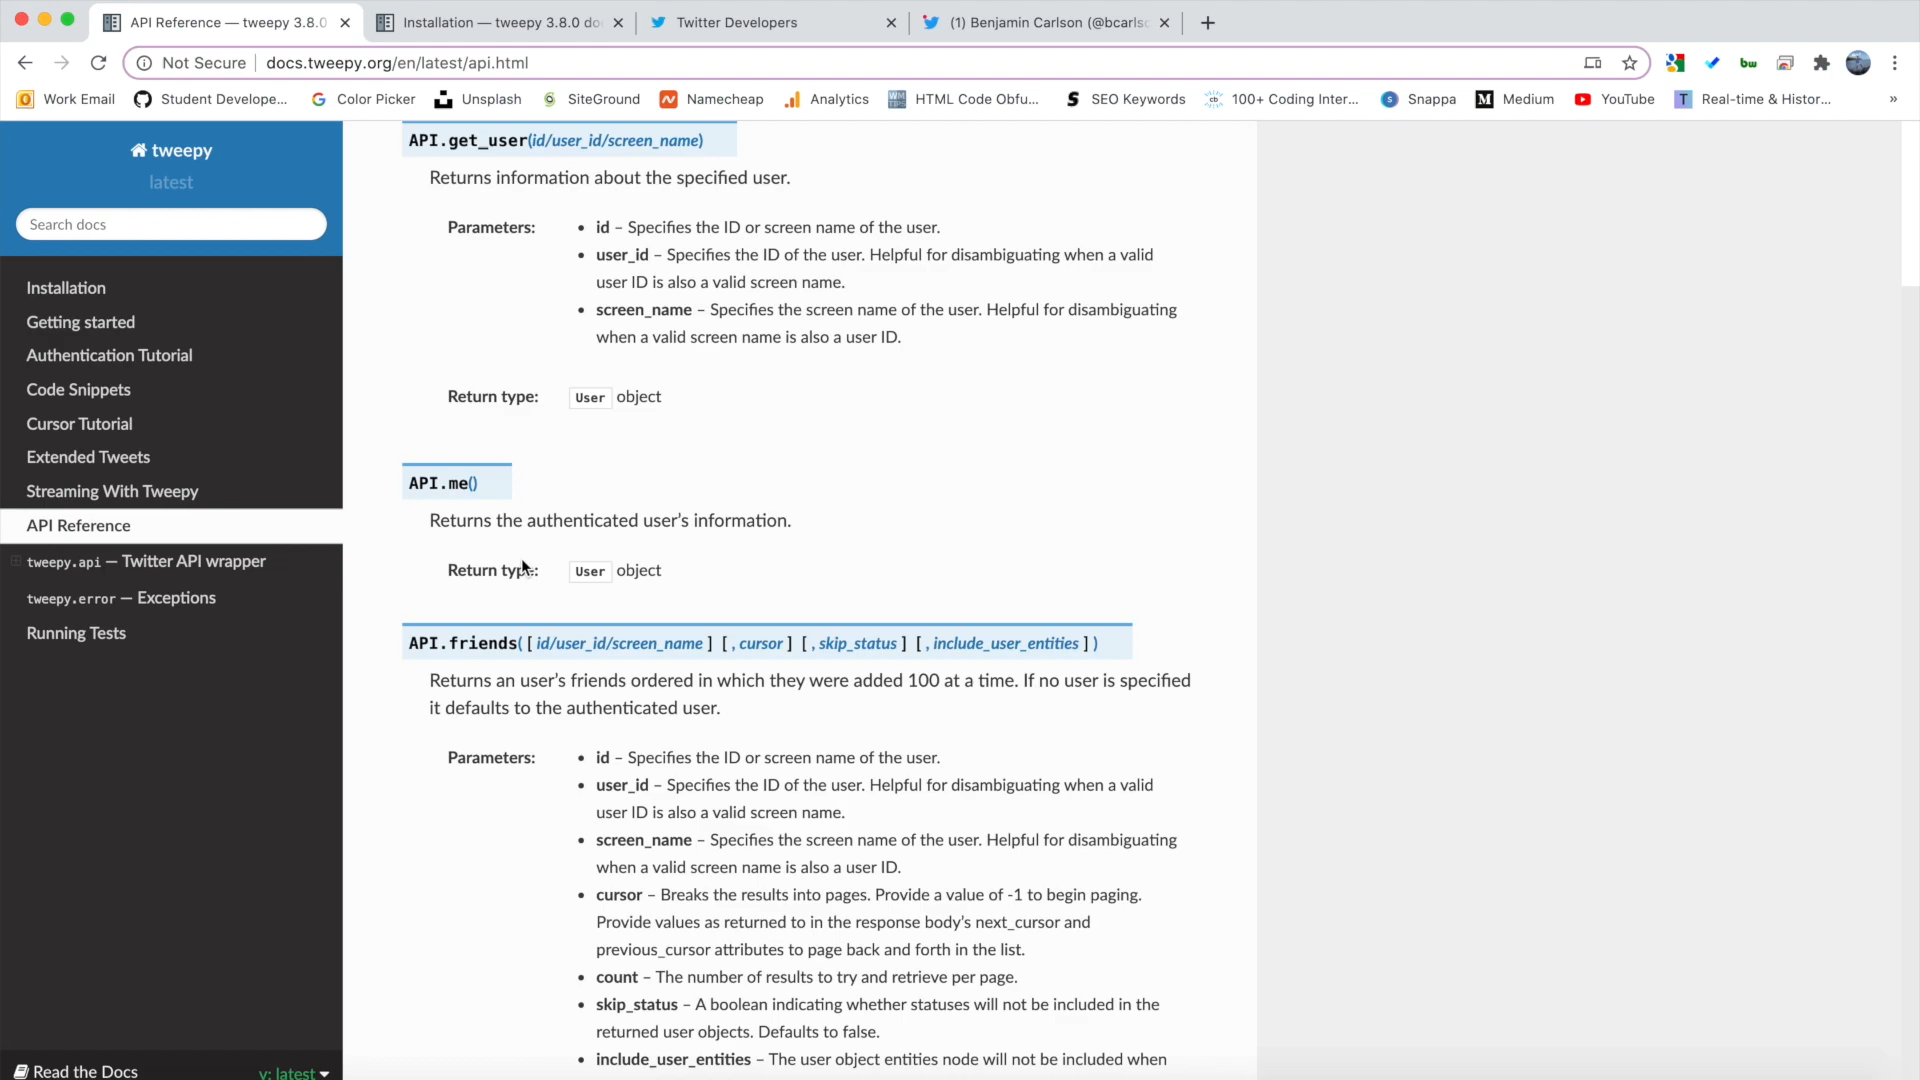 API Reference — tweepy 3.8.0
Installation — tweepy 3.8.0 do
Twitter Developers
(1) Benjamin Carlson (@bcarlso
Not Secure
docs.tweepy.org/en/latest/api.html
Work Email
Student Develope...
Color Picker
Unsplash
SiteGround
Namecheap
Analytics
HTML Code Obfu...
SEO Keywords
100+ Coding Inter...
Snappa
Medium
YouTube
Real-time & Histor...
»
tweepy
latest
Search docs
Installation
Getting started
Authentication Tutorial
Code Snippets
Cursor Tutorial
Extended Tweets
Streaming With Tweepy
API Reference
tweepy.api — Twitter API wrapper
tweepy.error — Exceptions
Running Tests
Read the Docs
v: latest
API.get_user(id/user_id/screen_name)
Returns information about the specified user.
Parameters:
• id – Specifies the ID or screen name of the user.
• user_id – Specifies the ID of the user. Helpful for disambiguating when a valid
user ID is also a valid screen name.
• screen_name – Specifies the screen name of the user. Helpful for disambiguating
when a valid screen name is also a user ID.
Return type: User object
API.me()
Returns the authenticated user's information.
Return type: User object
API.friends([id/user_id/screen_name] [, cursor] [, skip_status] [, include_user_entities])
Returns an user's friends ordered in which they were added 100 at a time. If no user is specified
it defaults to the authenticated user.
Parameters:
• id – Specifies the ID or screen name of the user.
• user_id – Specifies the ID of the user. Helpful for disambiguating when a valid
user ID is also a valid screen name.
• screen_name – Specifies the screen name of the user. Helpful for disambiguating
when a valid screen name is also a user ID.
• cursor – Breaks the results into pages. Provide a value of -1 to begin paging.
Provide values as returned to in the response body's next_cursor and
previous_cursor attributes to page back and forth in the list.
• count – The number of results to try and retrieve per page.
• skip_status – A boolean indicating whether statuses will not be included in the
returned user objects. Defaults to false.
• include_user_entities – The user object entities node will not be included when